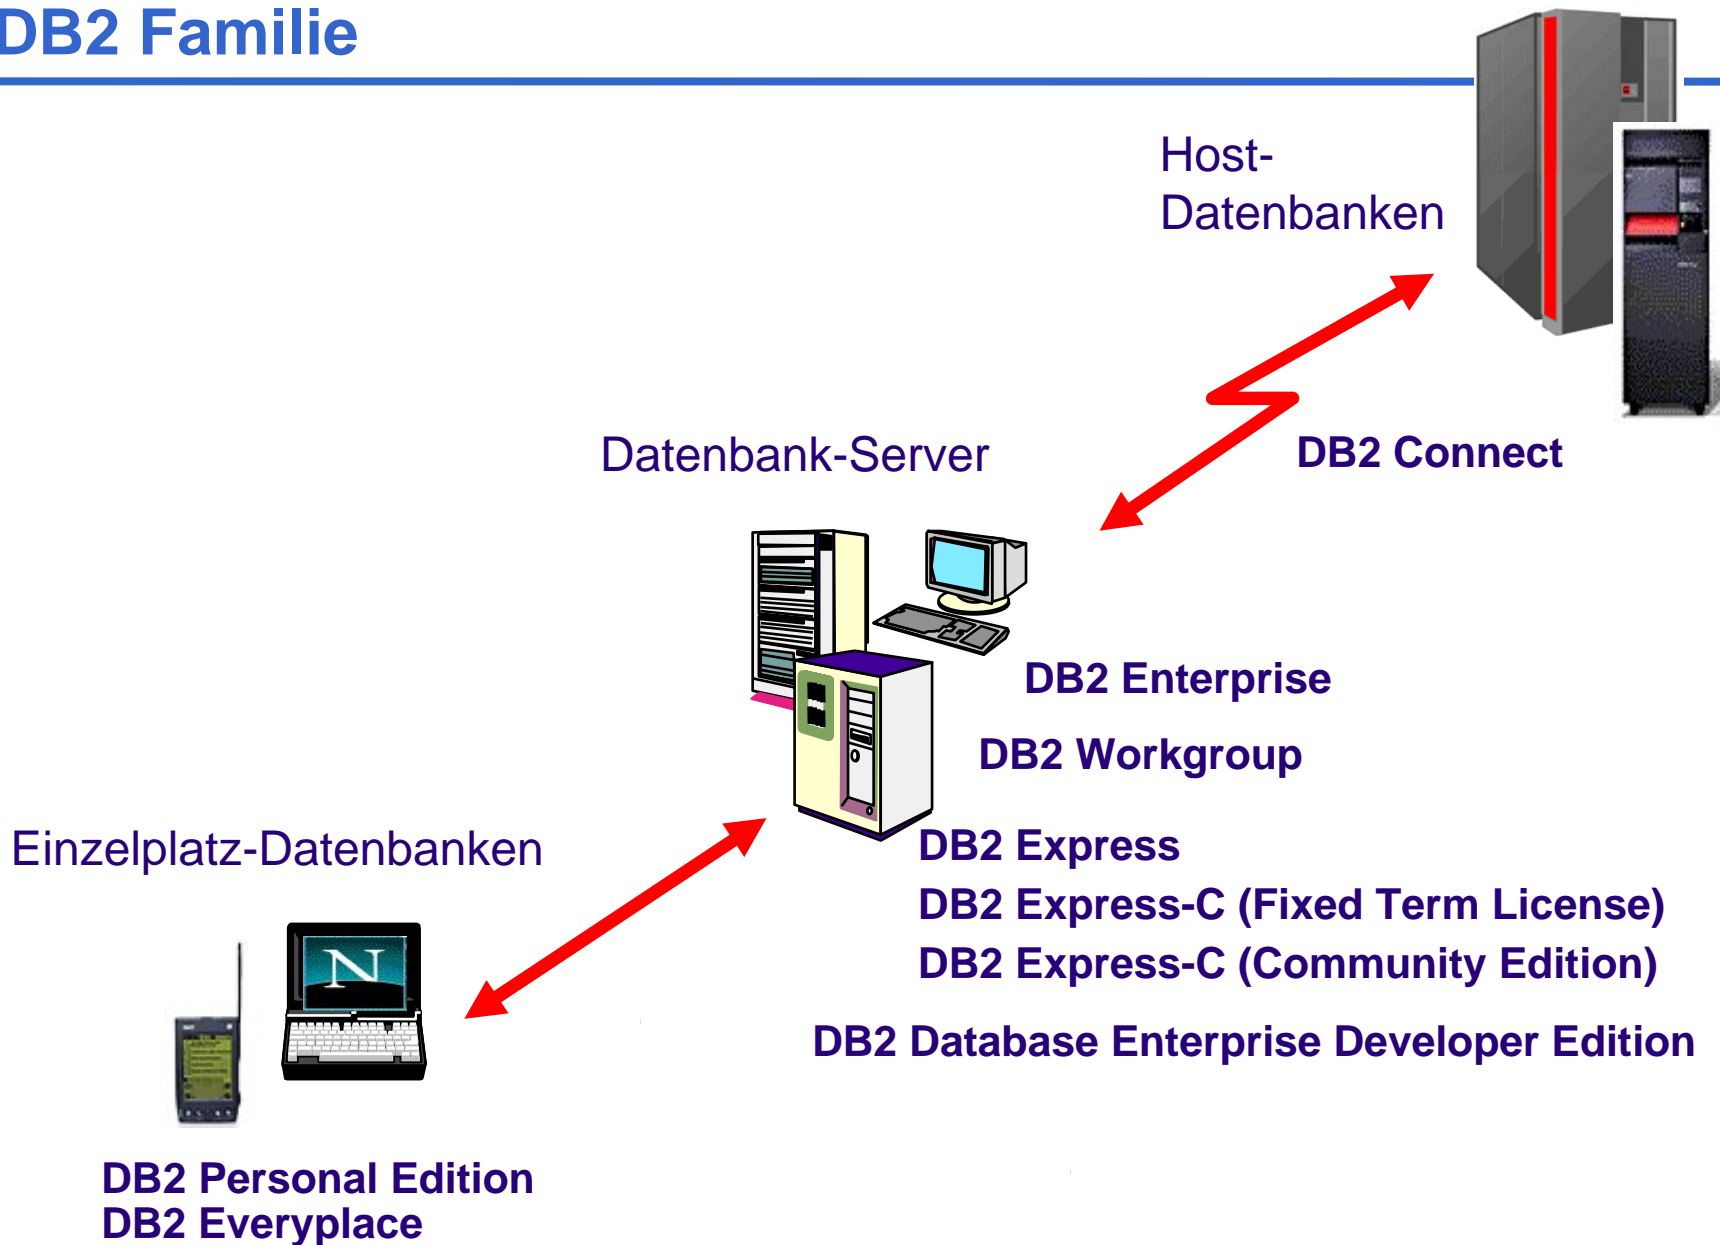 DB2 Familie
Host-
Datenbanken
DB2 Connect
Datenbank-Server
DB2 Enterprise
DB2 Workgroup
DB2 Express
DB2 Express-C (Fixed Term License)
DB2 Express-C (Community Edition)
DB2 Database Enterprise Developer Edition
Einzelplatz-Datenbanken
N
DB2 Personal Edition
DB2 Everyplace